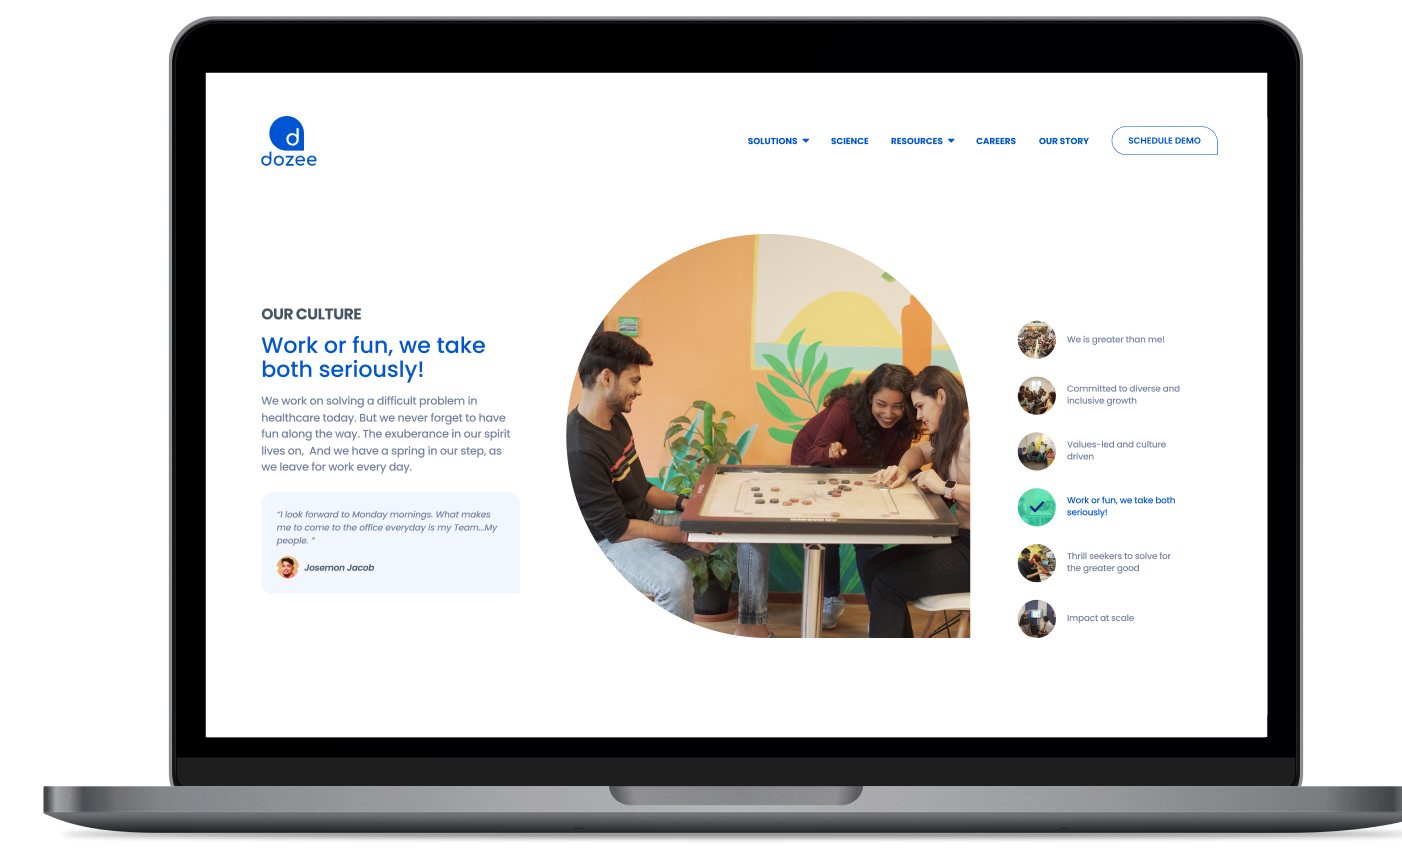 d
dozee
SOLUTIONS
SCIENCE
RESOURCES
CAREERS
OUR STORY
SCHEDULE DEMO
OUR CULTURE
Work or fun, we take
both seriously!
We work on solving a difficult problem in
healthcare today. But we never forget to have
fun along the way. The exuberance in our spirit
lives on,  And we have a spring in our step, as
we leave for work every day.
“I look forward to Monday mornings. What makes
me to come to the office everyday is my Team...My
people. ”
Josemon Jacob
We is greater than me!
Committed to diverse and
inclusive growth
Values-led and culture
driven
Work or fun, we take both
seriously!
Thrill seekers to solve for
the greater good
Impact at scale